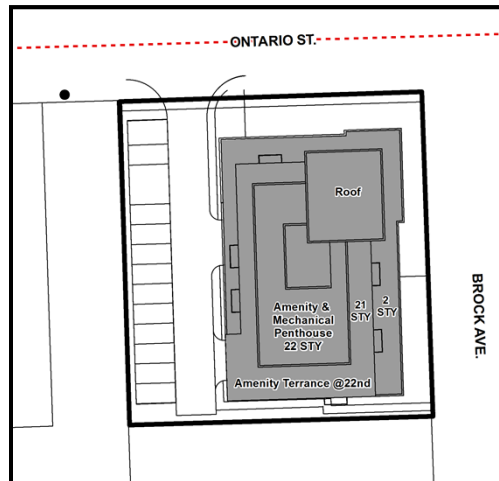 ONTARIO ST.
Roof
BROCK AVE.
Amenity &
Mechanical
Penthouse
22 STY
21
STY
2
STY
Amenity Terrance @22nd